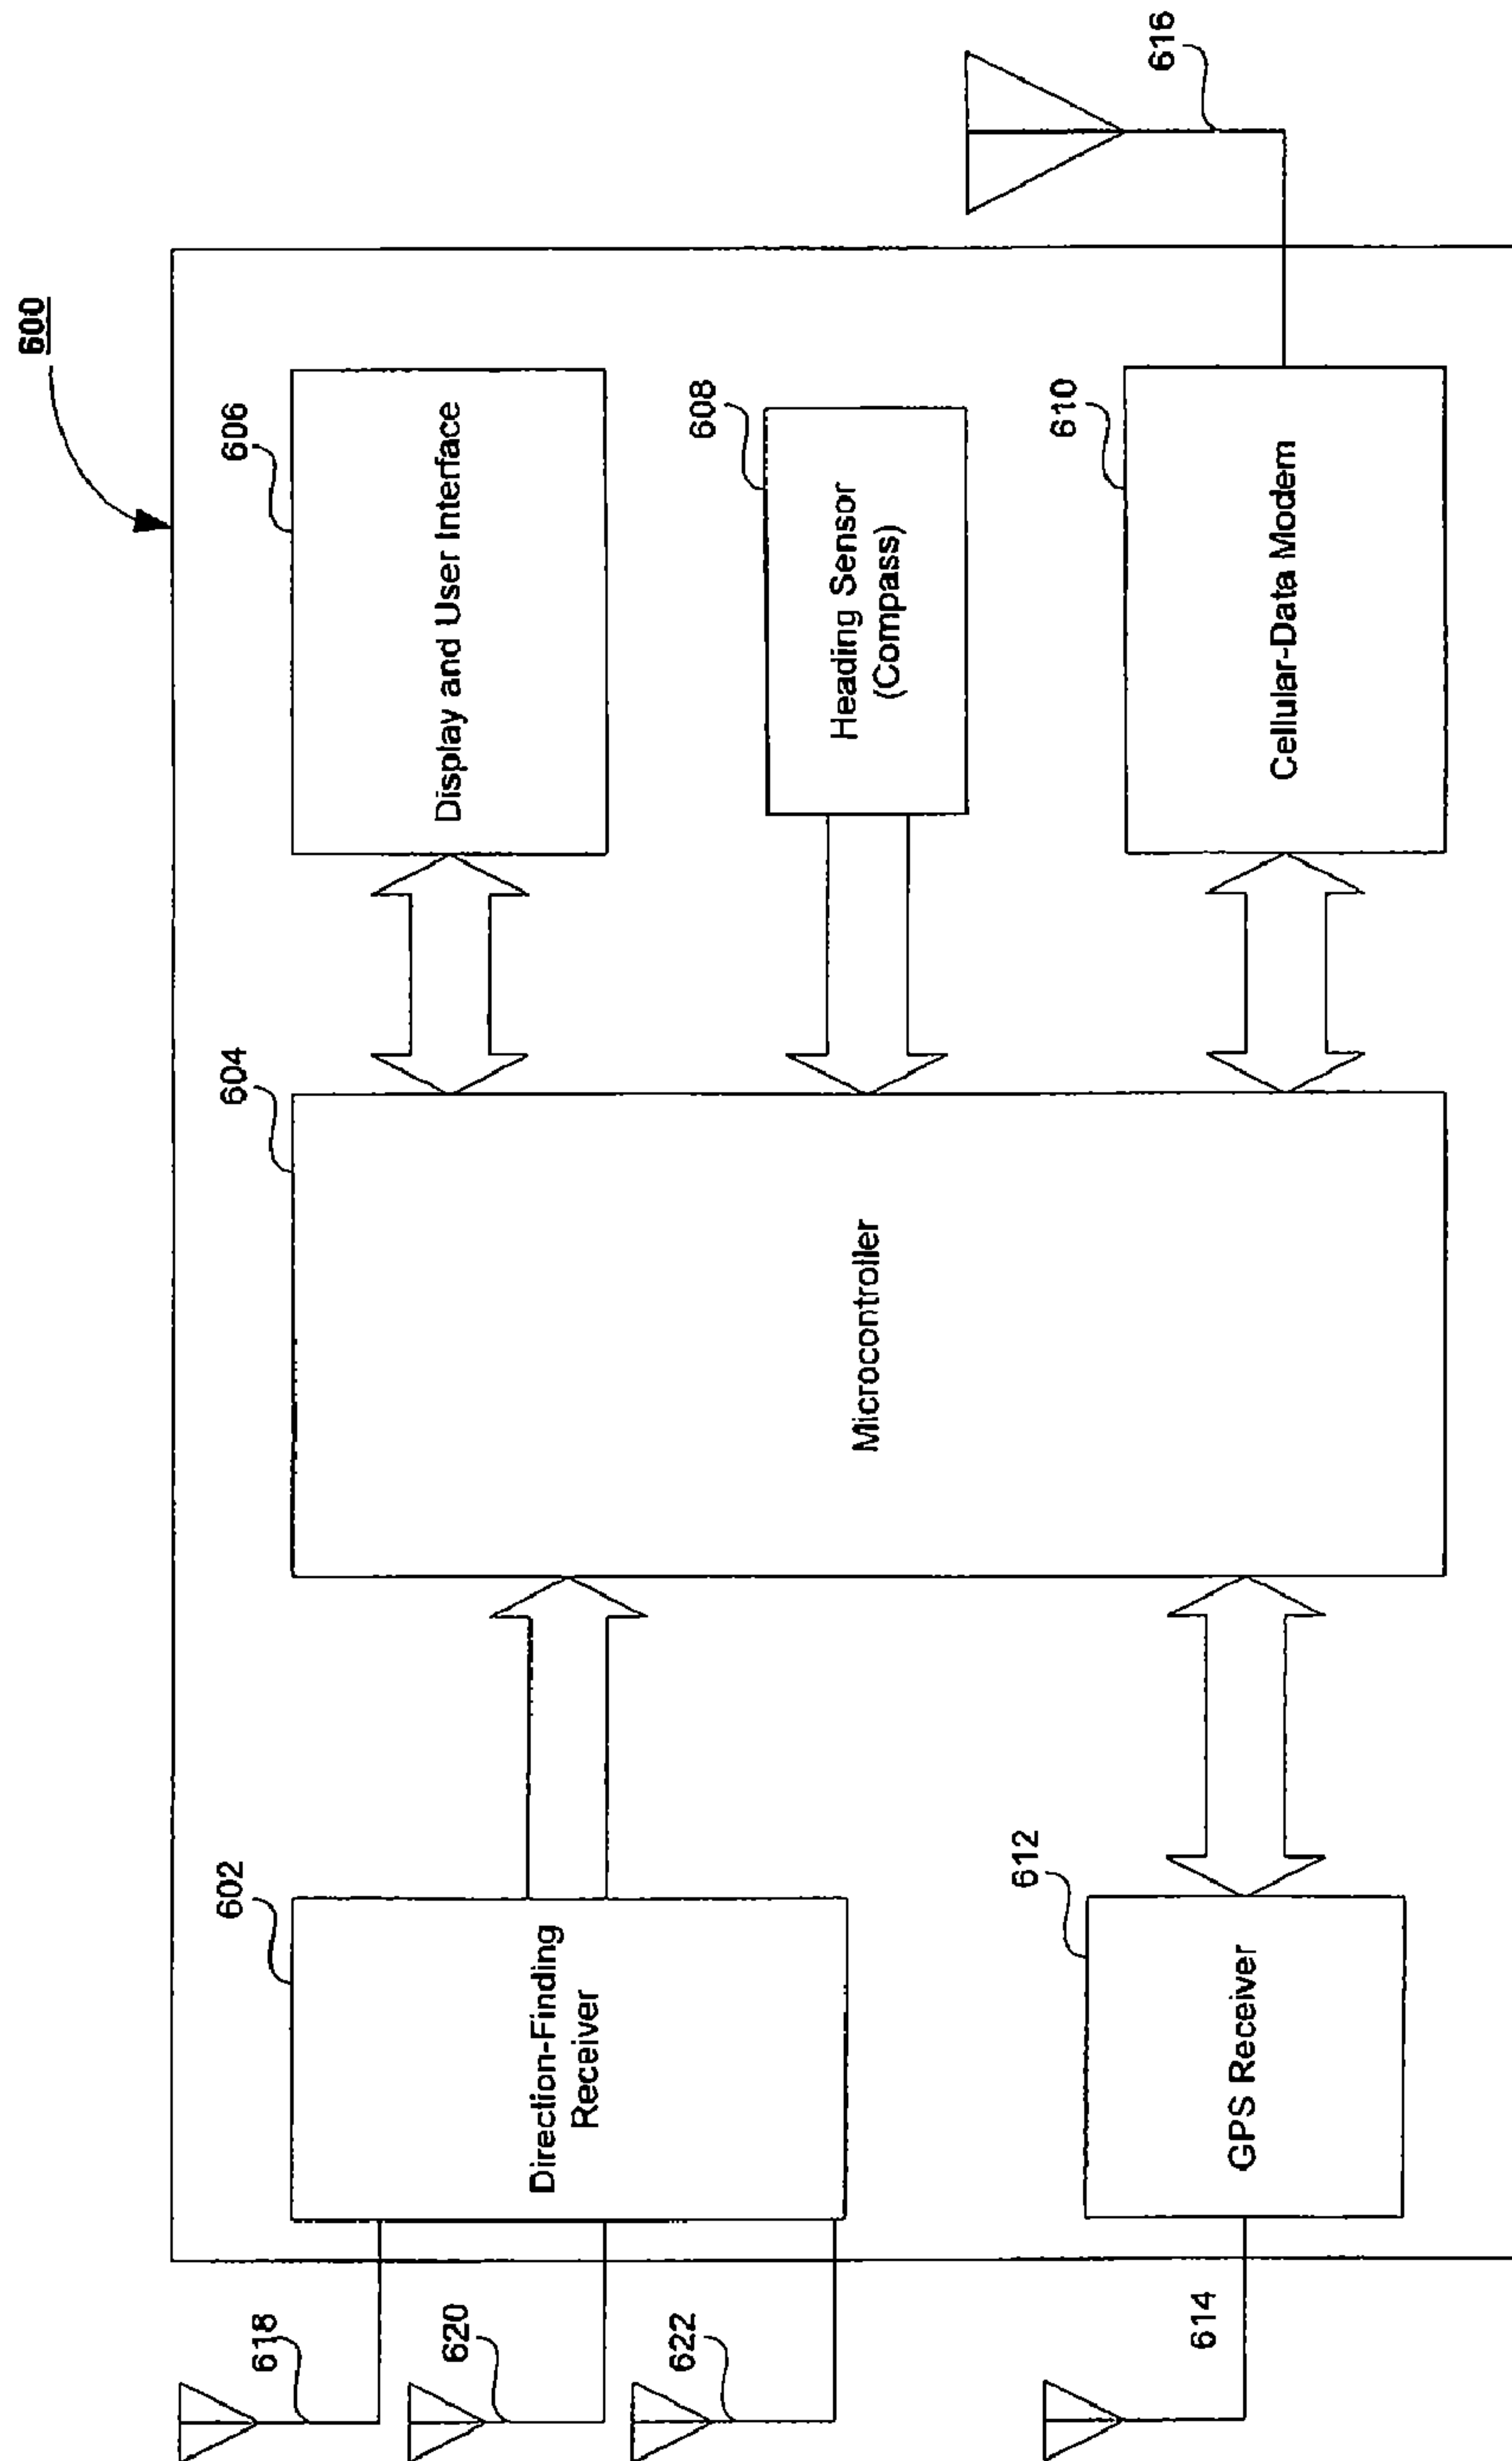 600
606
Display and User Interface
608
Heading Sensor
(Compass)
610
Cellular-Data Modem
616
604
Microcontroller
602
Direction-Finding
Receiver
612
GPS Receiver
618
620
622
614